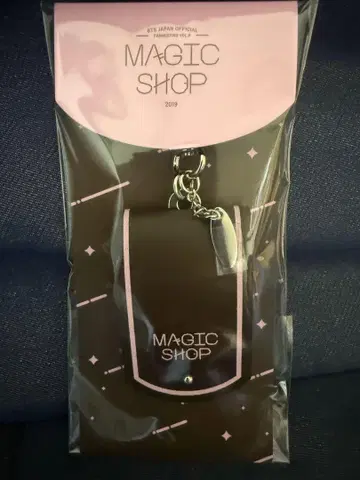 BTS JAPAN OFFICIAL
FANMEETING VOL.5
MAGIC
SHOP
2019
MAGIC
SHOP